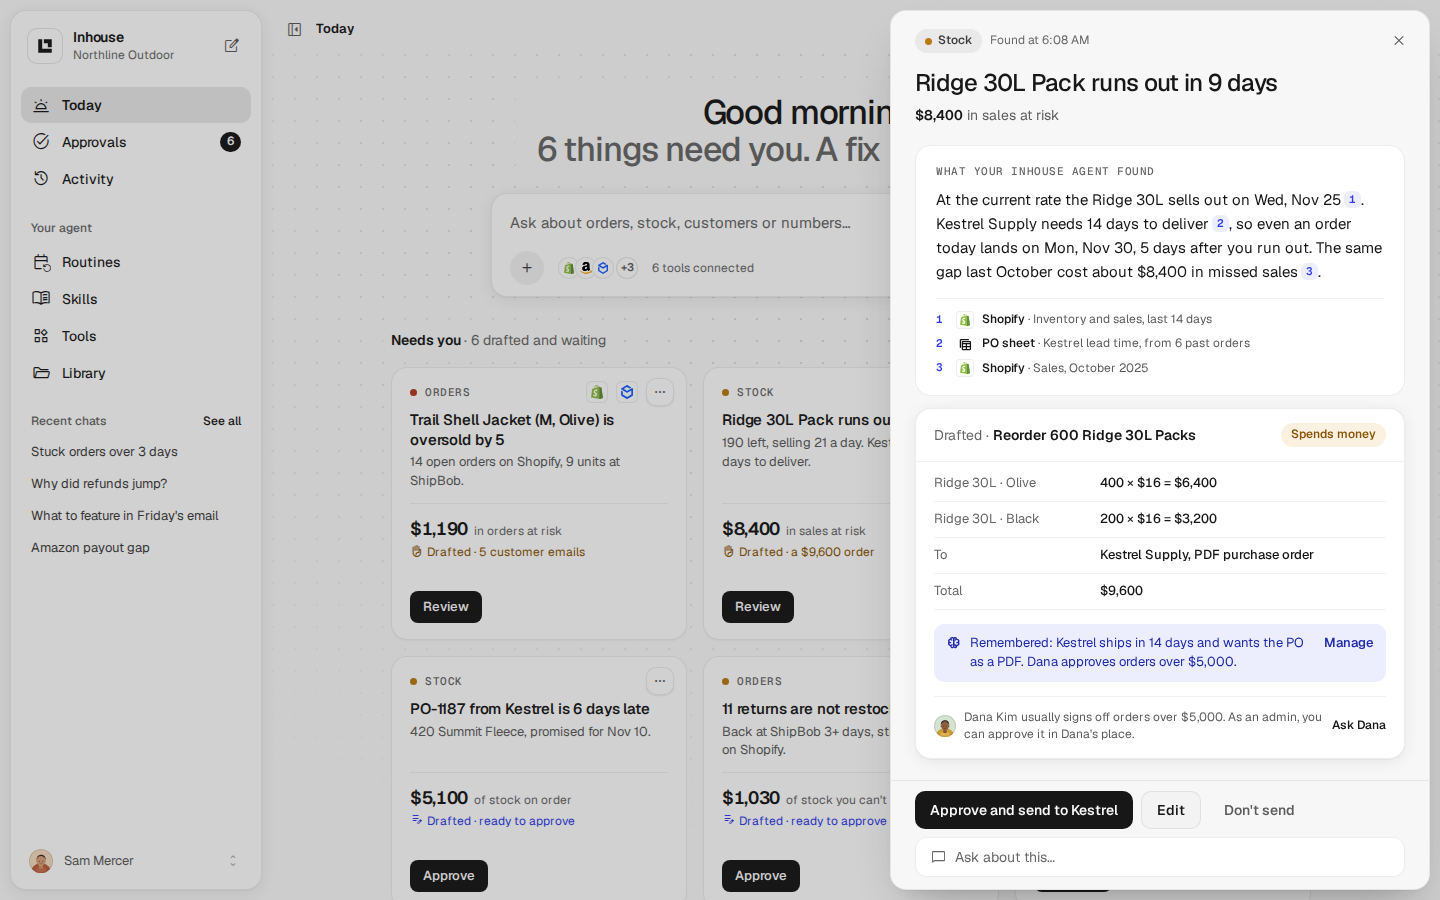 Inhouse
Northline Outdoor
Today
Approvals
6
Activity
Your agent
Routines
Skills
Tools
Library
Recent chats
See all
Stuck orders over 3 days
Why did refunds jump?
What to feature in Friday's email
Amazon payout gap
Sam Mercer
Today
Good mornin
6 things need you. A fix
Ask about orders, stock, customers or numbers...
+3
6 tools connected
Needs you · 6 drafted and waiting
ORDERS
Trail Shell Jacket (M, Olive) is
oversold by 5
14 open orders on Shopify, 9 units at
ShipBob.
$1,190 in orders at risk
Drafted · 5 customer emails
Review
STOCK
Ridge 30L Pack runs ou
190 left, selling 21 a day. Kest
days to deliver.
$8,400 in sales at risk
Drafted · a $9,600 order
Review
STOCK
PO-1187 from Kestrel is 6 days late
420 Summit Fleece, promised for Nov 10.
$5,100 of stock on order
Drafted · ready to approve
Approve
ORDERS
11 returns are not restoc
Back at ShipBob 3+ days, st
on Shopify.
$1,030 of stock you can't
Drafted · ready to approve
Approve
Stock
Found at 6:08 AM
Ridge 30L Pack runs out in 9 days
$8,400 in sales at risk
WHAT YOUR INHOUSE AGENT FOUND
At the current rate the Ridge 30L sells out on Wed, Nov 25 1.
Kestrel Supply needs 14 days to deliver 2, so even an order
today lands on Mon, Nov 30, 5 days after you run out. The same
gap last October cost about $8,400 in missed sales 3.
1 Shopify · Inventory and sales, last 14 days
2 PO sheet · Kestrel lead time, from 6 past orders
3 Shopify · Sales, October 2025
Drafted · Reorder 600 Ridge 30L Packs
Spends money
Ridge 30L · Olive 400 × $16 = $6,400
Ridge 30L · Black 200 × $16 = $3,200
To Kestrel Supply, PDF purchase order
Total $9,600
Remembered: Kestrel ships in 14 days and wants the PO
as a PDF. Dana approves orders over $5,000.
Manage
Dana Kim usually signs off orders over $5,000. As an admin, you
can approve it in Dana's place.
Ask Dana
Approve and send to Kestrel
Edit
Don't send
Ask about this...